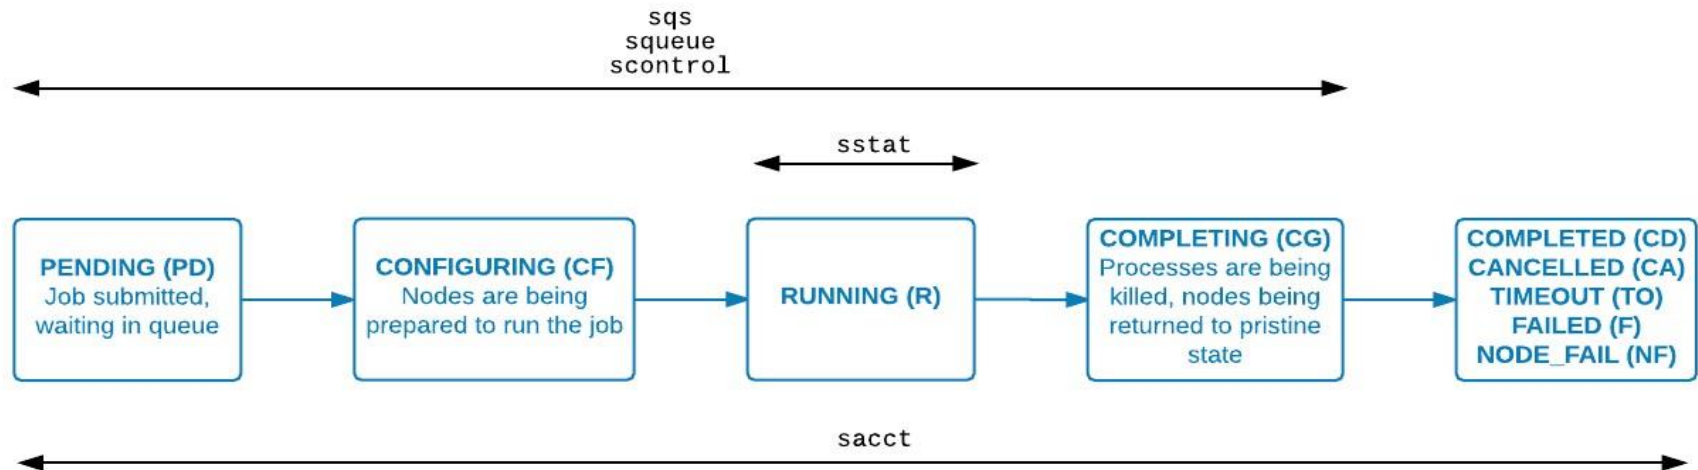 sqs
squeue
scontrol
sstat
PENDING (PD)
Job submitted,
waiting in queue
CONFIGURING (CF)
Nodes are being
prepared to run the job
RUNNING (R)
COMPLETING (CG)
Processes are being
killed, nodes being
returned to pristine
state
COMPLETED (CD)
CANCELLED (CA)
TIMEOUT (TO)
FAILED (F)
NODE_FAIL (NF)
sacct